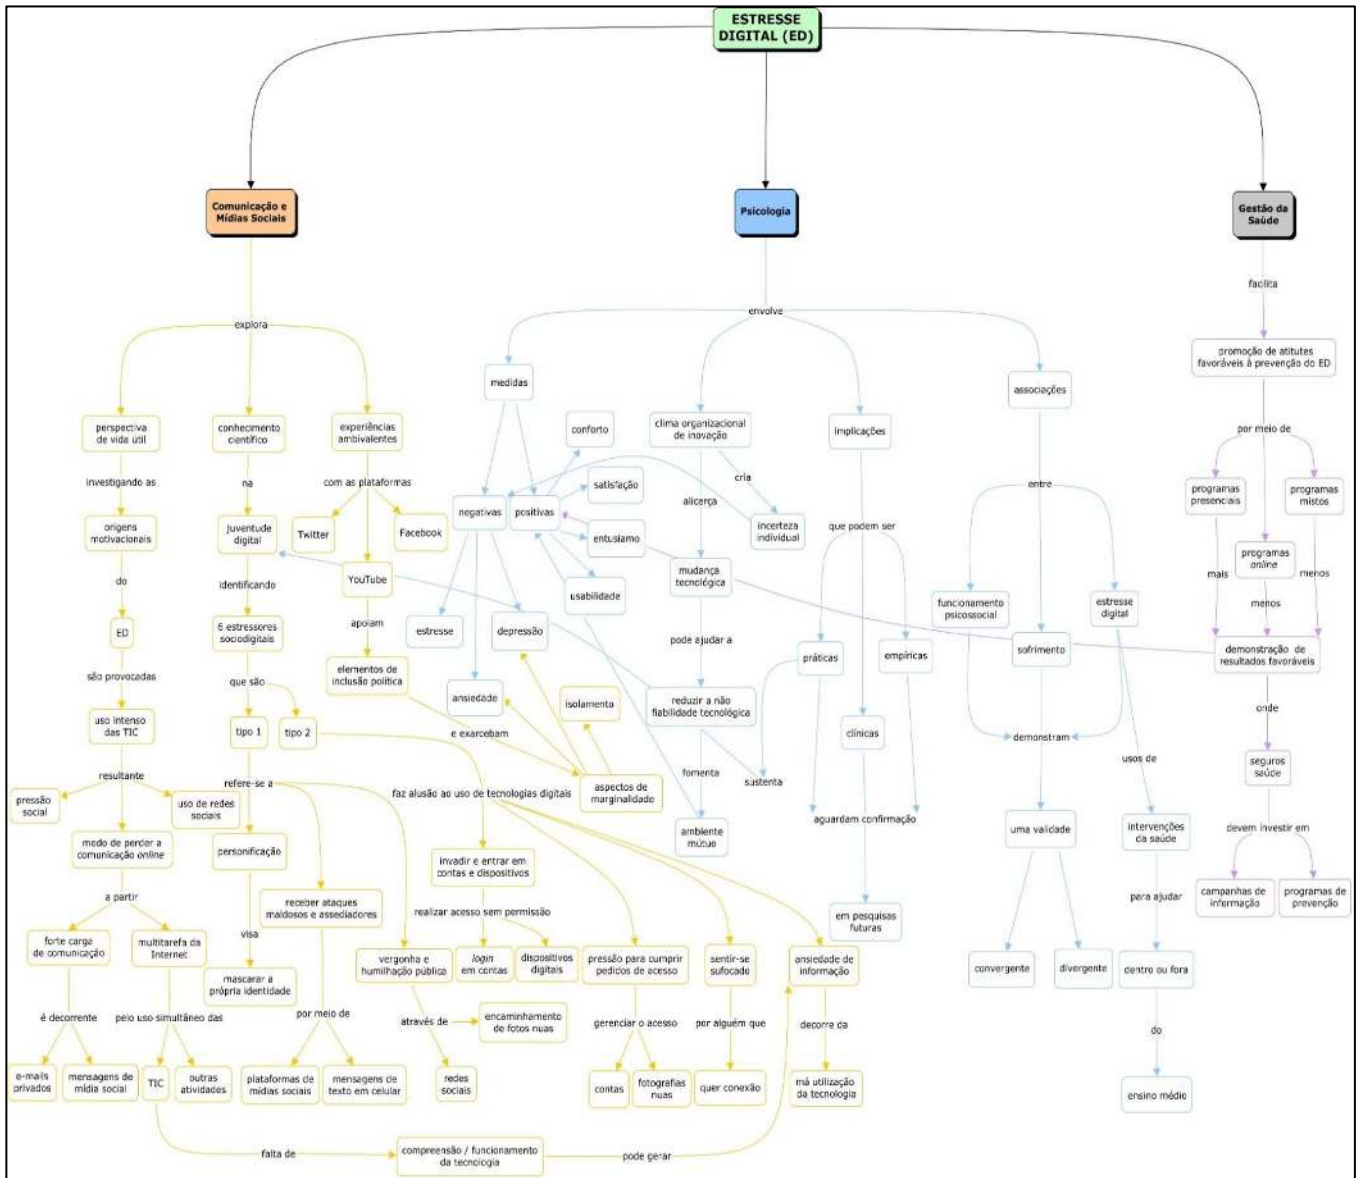 ESTRESSE
DIGITAL (ED)
Comunicação e
Mídias Sociais
Psicologia
Gestão da
Saúde
facilita
envolve
explora
promoção de atitutes
favoráveis à prevenção do ED
medidas
associações
perspectiva
de vida útil
conhecimento
científico
experiências
ambivalentes
conforto
clima organizacional
de inovação
implicações
por meio de
investigando as
na
com as plataformas
satisfação
cria
entre
programas
presenciais
programas
mistos
alicerça
negativas
positivas
origens
motivacionais
juventude
digital
Twitter
Facebook
entusiamo
incerteza
individual
que podem ser
programas
online
mais
menos
do
identificando
YouTube
usabilidade
mudança
tecnológica
funcionamento
psicossocial
estresse
digital
menos
ED
6 estressores
sociodigitais
apoiam
estresse
depressão
pode ajudar a
práticas
empíricas
sofrimento
demonstração de
resultados favoráveis
são provocadas
que são
elementos de
inclusão política
ansiedade
isolamento
reduzir a não
fiabilidade tecnológica
onde
uso intenso
das TIC
tipo 1
tipo 2
e exarcebam
clínicas
demonstram
usos de
seguros
saúde
resultante
refere-se a
faz alusão ao uso de tecnologias digitais
aspectos de
marginalidade
fomenta
sustenta
pressão
social
uso de redes
sociais
aguardam confirmação
modo de perder a
comunicação online
personificação
ambiente
mútuo
uma validade
intervenções
da saúde
devem investir em
invadir e entrar em
contas e dispositivos
a partir
receber ataques
maldosos e assediadores
realizar acesso sem permissão
em pesquisas
futuras
para ajudar
campanhas de
informação
programas de
prevenção
forte carga
de comunicação
multitarefa da
Internet
visa
vergonha e
humilhação pública
login
em contas
dispositivos
digitais
pressão para cumprir
pedidos de acesso
sentir-se
sufocado
ansiedade de
informação
convergente
divergente
dentro ou fora
mascarar a
própria identidade
é decorrente
pelo uso simultâneo das
por meio de
através de
encaminhamento
de fotos nuas
gerenciar o acesso
por alguém que
decorre da
do
e-mails
privados
mensagens de
mídia social
TIC
outras
atividades
plataformas de
mídias sociais
mensagens de
texto em celular
redes
sociais
contas
fotografias
nuas
quer conexão
má utilização
da tecnologia
ensino médio
falta de
compreensão / funcionamento
da tecnologia
pode gerar